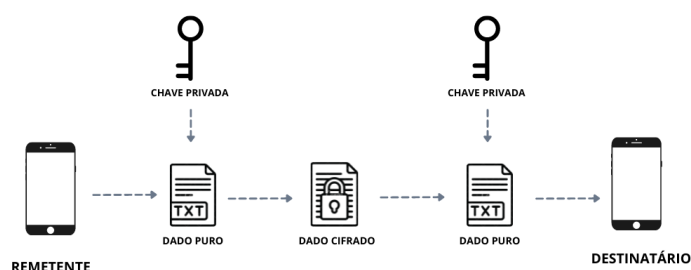 CHAVE PRIVADA
CHAVE PRIVADA
TXT
TXT
DADO PURO
DADO CIFRADO
DADO PURO
REMETENTE
DESTINATÁRIO